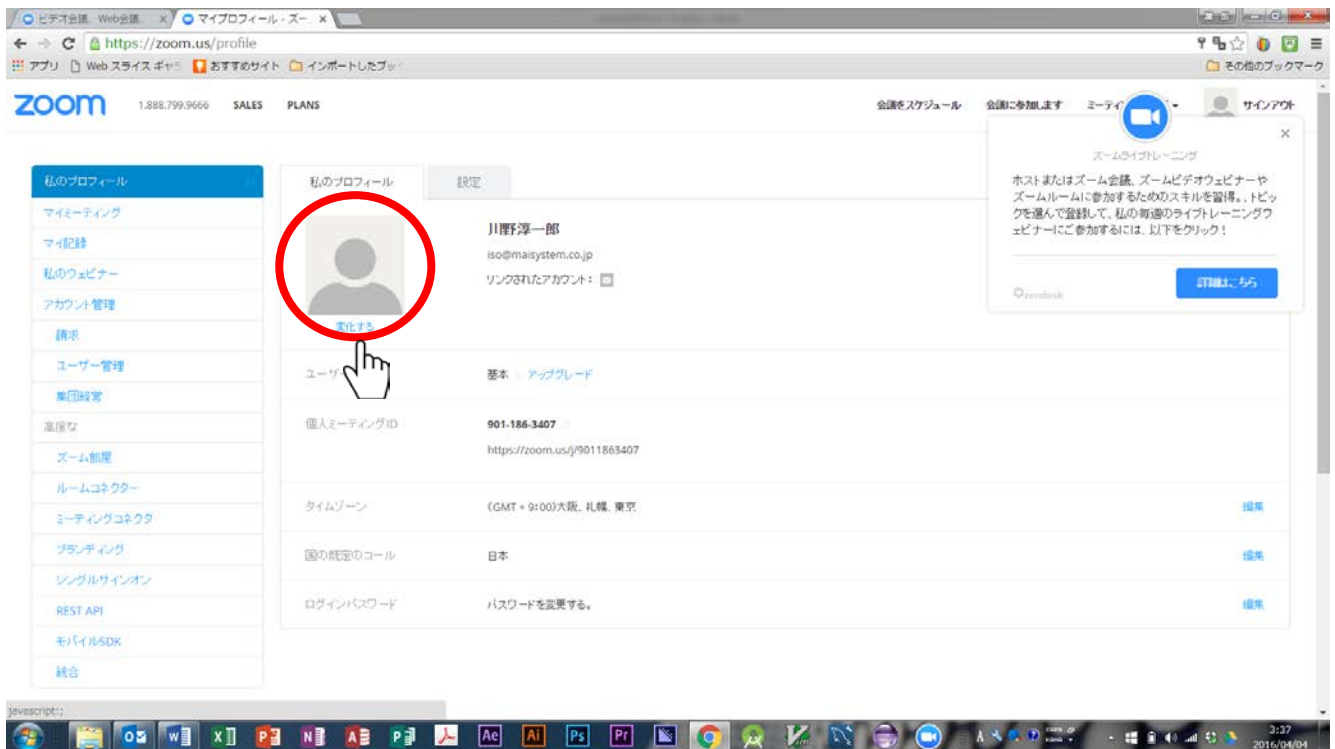 ビデオ会議、Web会議、 x
マイプロフィール - ズー x
https://zoom.us/profile
アプリ
Web スライス ギャラ
おすすめサイト
インポートしたブッ
その他のブックマーク
zoom
1.888.799.9666
SALES
PLANS
会議をスケジュール
会議に参加します
サインアウト
ズームライブトレーニング
ホストまたはズーム会議、ズームビデオウェビナーや
ズームルームに参加するためのスキルを習得。、トピッ
クを選んで登録して、私の毎週のライブトレーニングウ
ェビナーにご参加するには、以下をクリック！
zendesk
詳細はこちら
私のプロフィール
マイミーティング
マイ記録
私のウェビナー
アカウント管理
請求
ユーザー管理
集団経営
高度な
ズーム部屋
ルームコネクター
ミーティングコネクタ
ブランディング
シングルサインオン
REST API
モバイルSDK
統合
私のプロフィール
設定
変化する
川野淳一郎
iso@maisystem.co.jp
リンクされたアカウント：
基本
アップグレード
個人ミーティングID
901-186-3407
https://zoom.us/j/9011863407
タイムゾーン
(GMT + 9:00)大阪、札幌、東京
編集
国の既定のコール
日本
編集
ログインパスワード
パスワードを変更する。
編集
javascript:;
3:37
2016/04/04